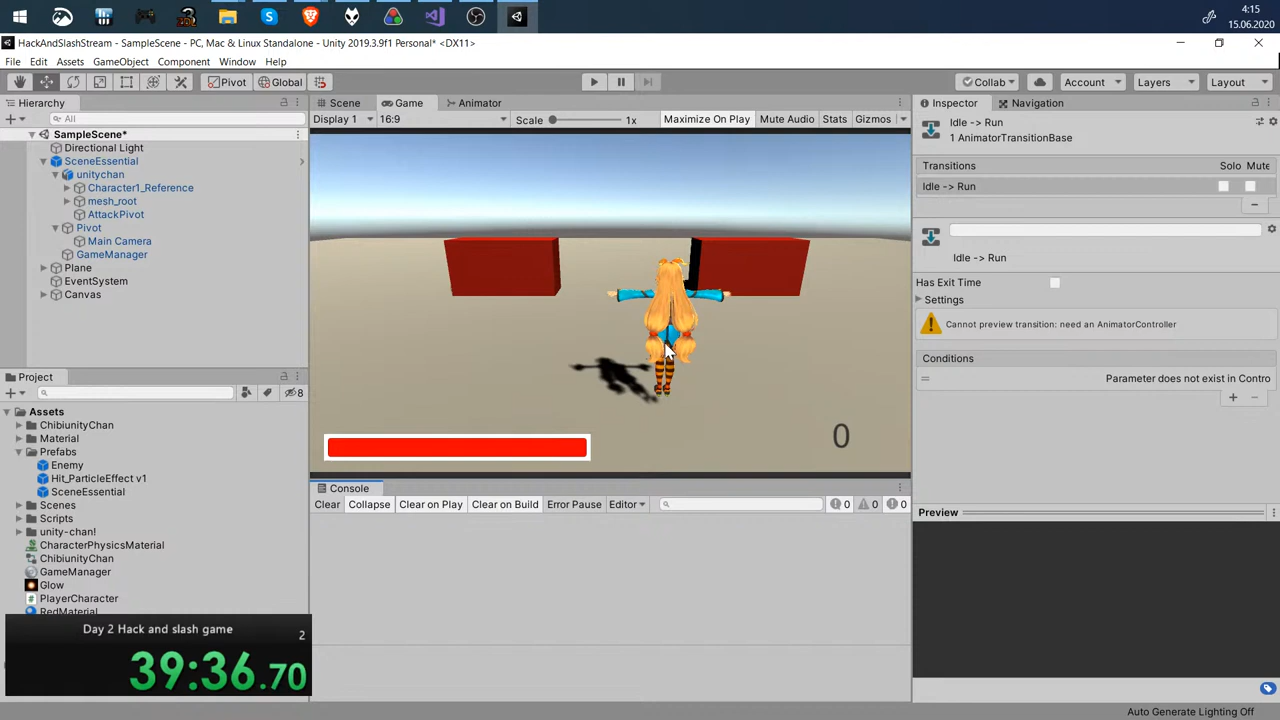 4:15
15.06.2020
HackAndSlashStream - SampleScene - PC, Mac & Linux Standalone - Unity 2019.3.9f1 Personal* <DX11>
File Edit Assets GameObject Component Window Help
Pivot Global Collab Account Layers Layout
Hierarchy
All
SampleScene*
Directional Light
SceneEssential
unitychan
Character1_Reference
mesh_root
AttackPivot
Pivot
Main Camera
GameManager
Plane
EventSystem
Canvas
Scene Game Animator
Display 1 16:9 Scale 1x Maximize On Play Mute Audio Stats Gizmos
0
Project
8
Assets
ChibiunityChan
Material
Prefabs
Enemy
Hit_ParticleEffect v1
SceneEssential
Scenes
Scripts
unity-chan!
CharacterPhysicsMaterial
ChibiunityChan
GameManager
Glow
PlayerCharacter
RedMaterial
Console
Clear Collapse Clear on Play Clear on Build Error Pause Editor 0 0 0
Inspector Navigation
Idle -> Run
1 AnimatorTransitionBase
Transitions Solo Mute
Idle -> Run
Idle -> Run
Has Exit Time
Settings
Cannot preview transition: need an AnimatorController
Conditions
Parameter does not exist in Contro
Preview
Day 2 Hack and slash game
2
39:36.70
Auto Generate Lighting Off